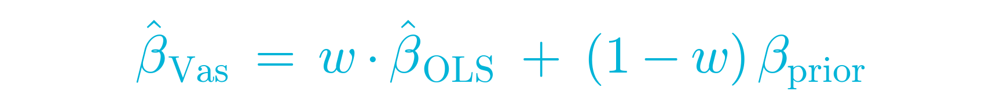 β̂_Vas = w · β̂_OLS + (1 − w) β_prior